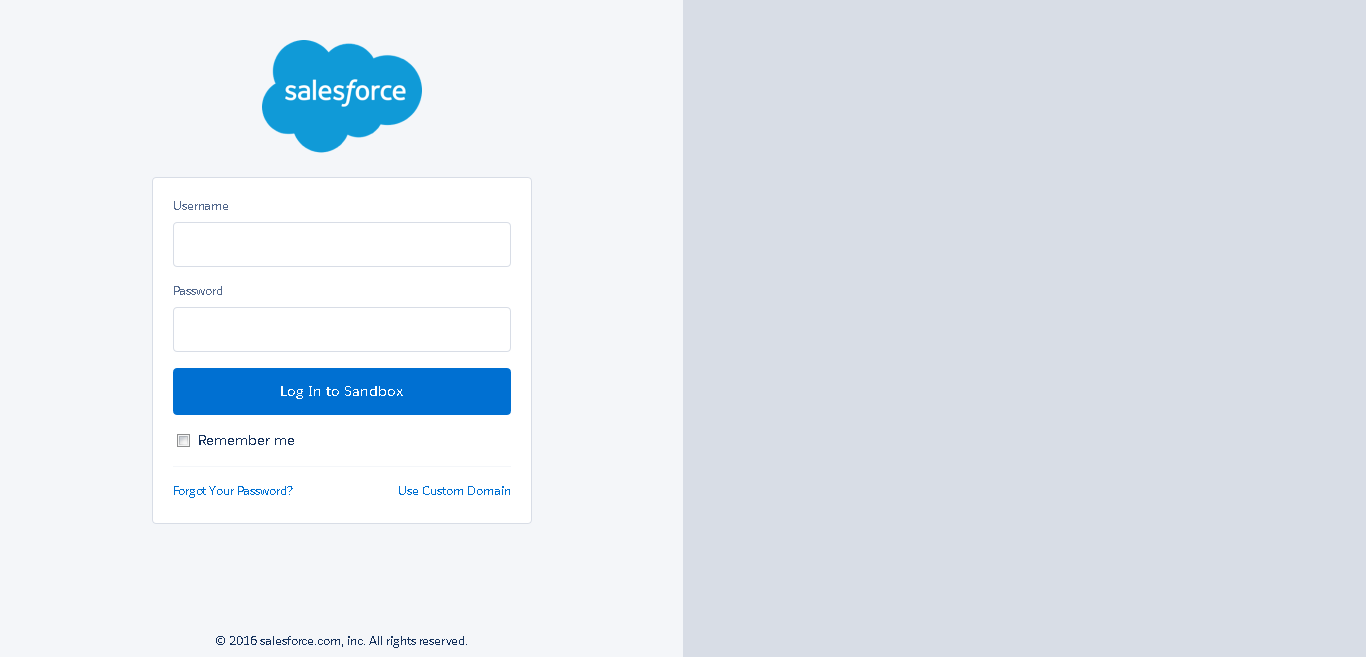 salesforce
Username
Password
Log In to Sandbox
Remember me
Forgot Your Password? Use Custom Domain
© 2016 salesforce.com, inc. All rights reserved.